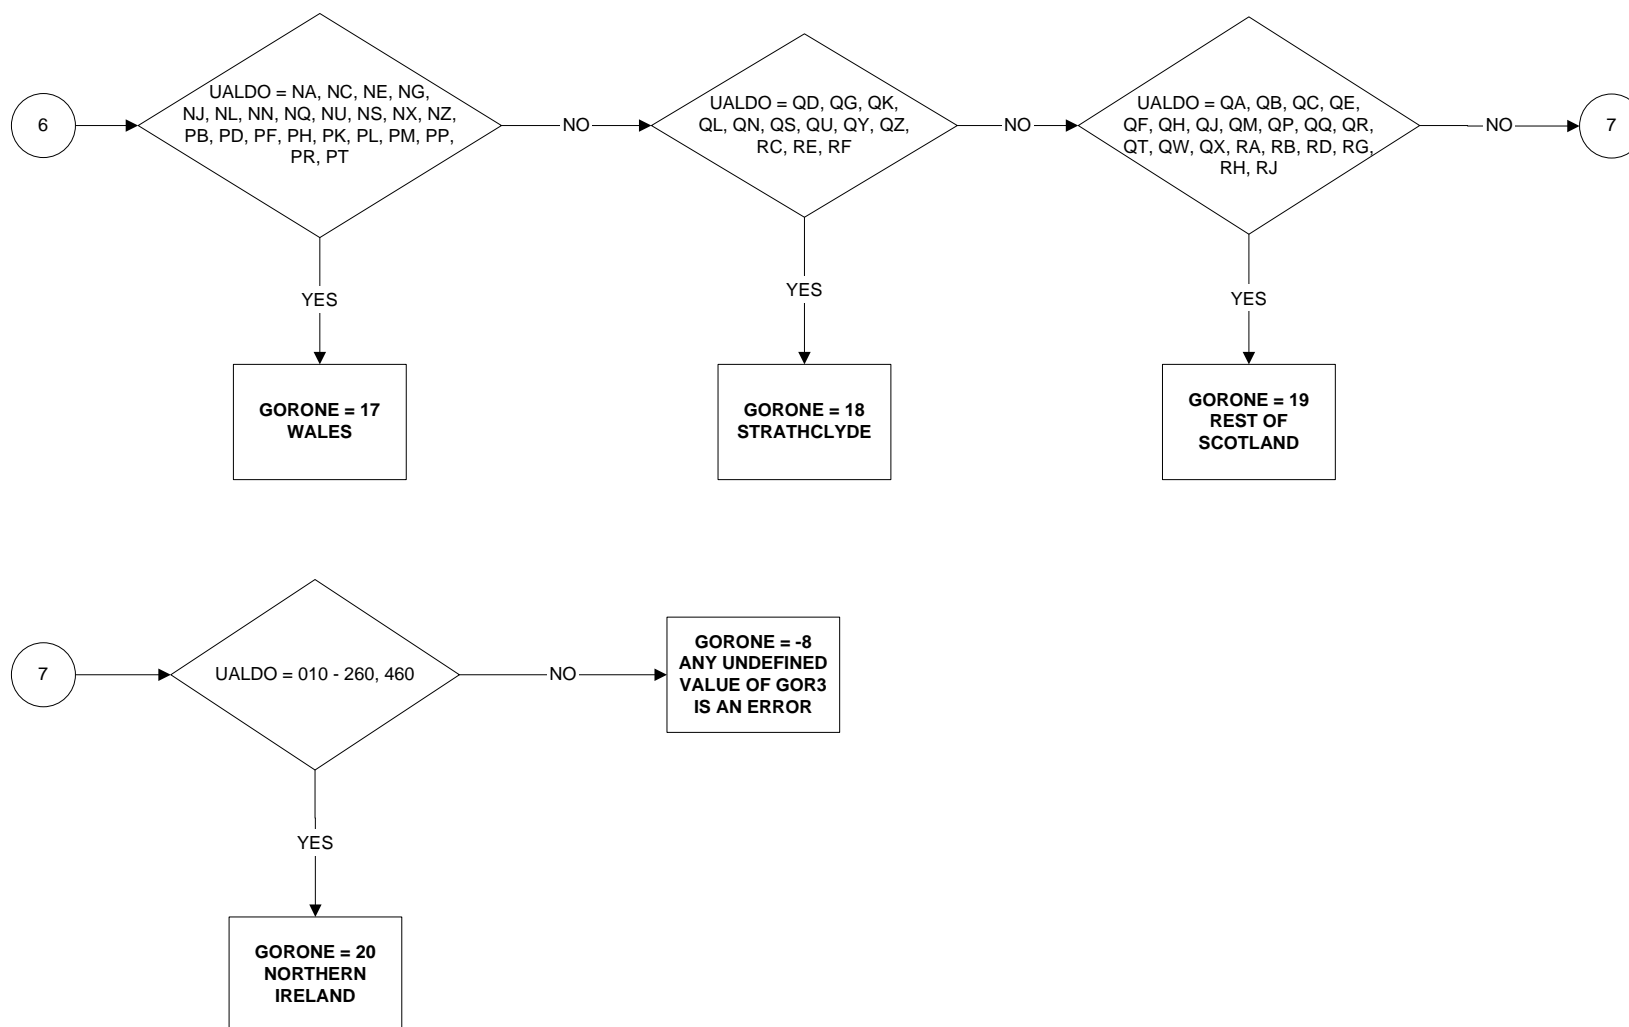 6
UALDO = NA, NC, NE, NG,
NJ, NL, NN, NQ, NU, NS, NX, NZ,
PB, PD, PF, PH, PK, PL, PM, PP,
PR, PT
NO
UALDO = QD, QG, QK,
QL, QN, QS, QU, QY, QZ,
RC, RE, RF
NO
UALDO = QA, QB, QC, QE,
QF, QH, QJ, QM, QP, QQ, QR,
QT, QW, QX, RA, RB, RD, RG,
RH, RJ
NO
7
YES
YES
YES
GORONE = 17
WALES
GORONE = 18
STRATHCLYDE
GORONE = 19
REST OF
SCOTLAND
7
UALDO = 010 - 260, 460
NO
GORONE = -8
ANY UNDEFINED
VALUE OF GOR3
IS AN ERROR
YES
GORONE = 20
NORTHERN
IRELAND